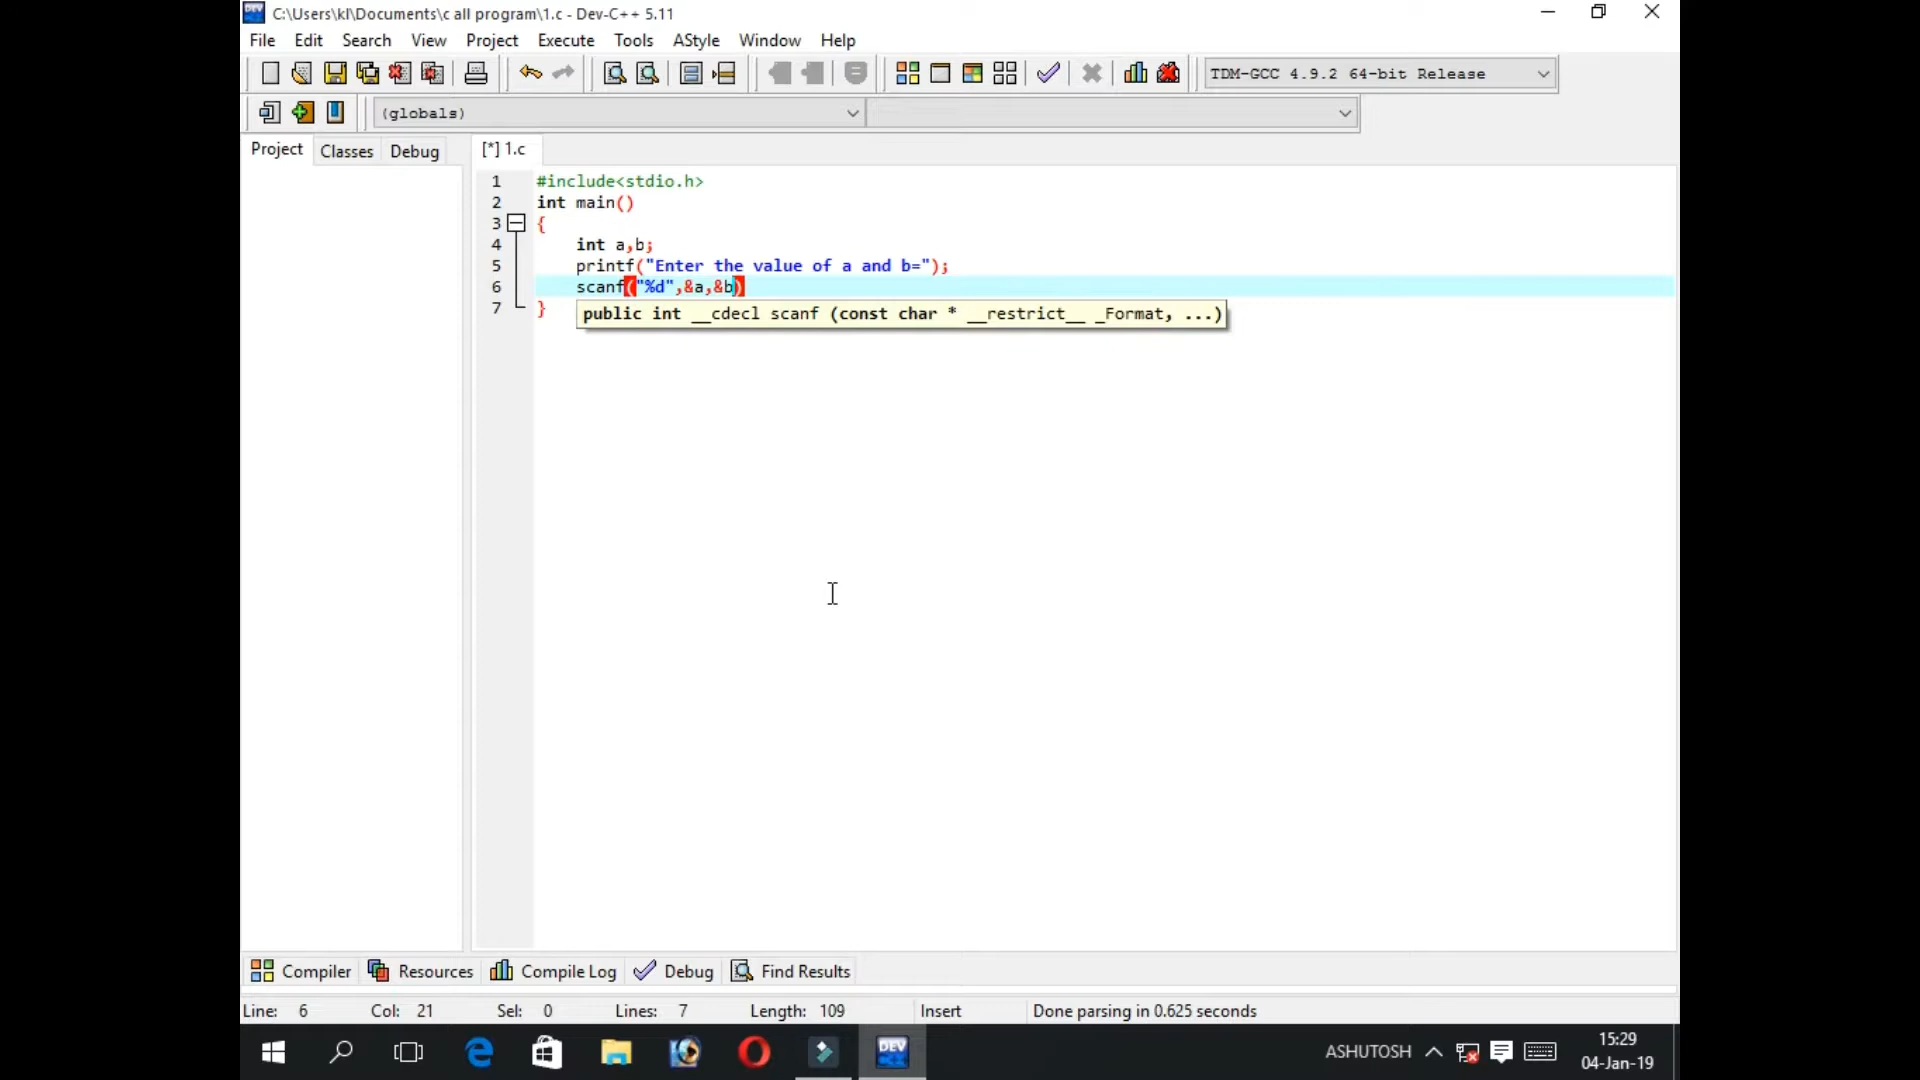 C:\Users\kl\Documents\c all program\1.c - Dev-C++ 5.11
File Edit Search View Project Execute Tools AStyle Window Help
TDM-GCC 4.9.2 64-bit Release
(globals)
Project Classes Debug [*] 1.c
1 #include<stdio.h>
2 int main()
3 {
4 int a,b;
5 printf("Enter the value of a and b=");
6 scanf("%d",&a,&b)
7 }
public int __cdecl scanf (const char * __restrict__ _Format, ...)
Compiler Resources Compile Log Debug Find Results
Line: 6 Col: 21 Sel: 0 Lines: 7 Length: 109 Insert Done parsing in 0.625 seconds
DEV
ASHUTOSH
15:29
04-Jan-19